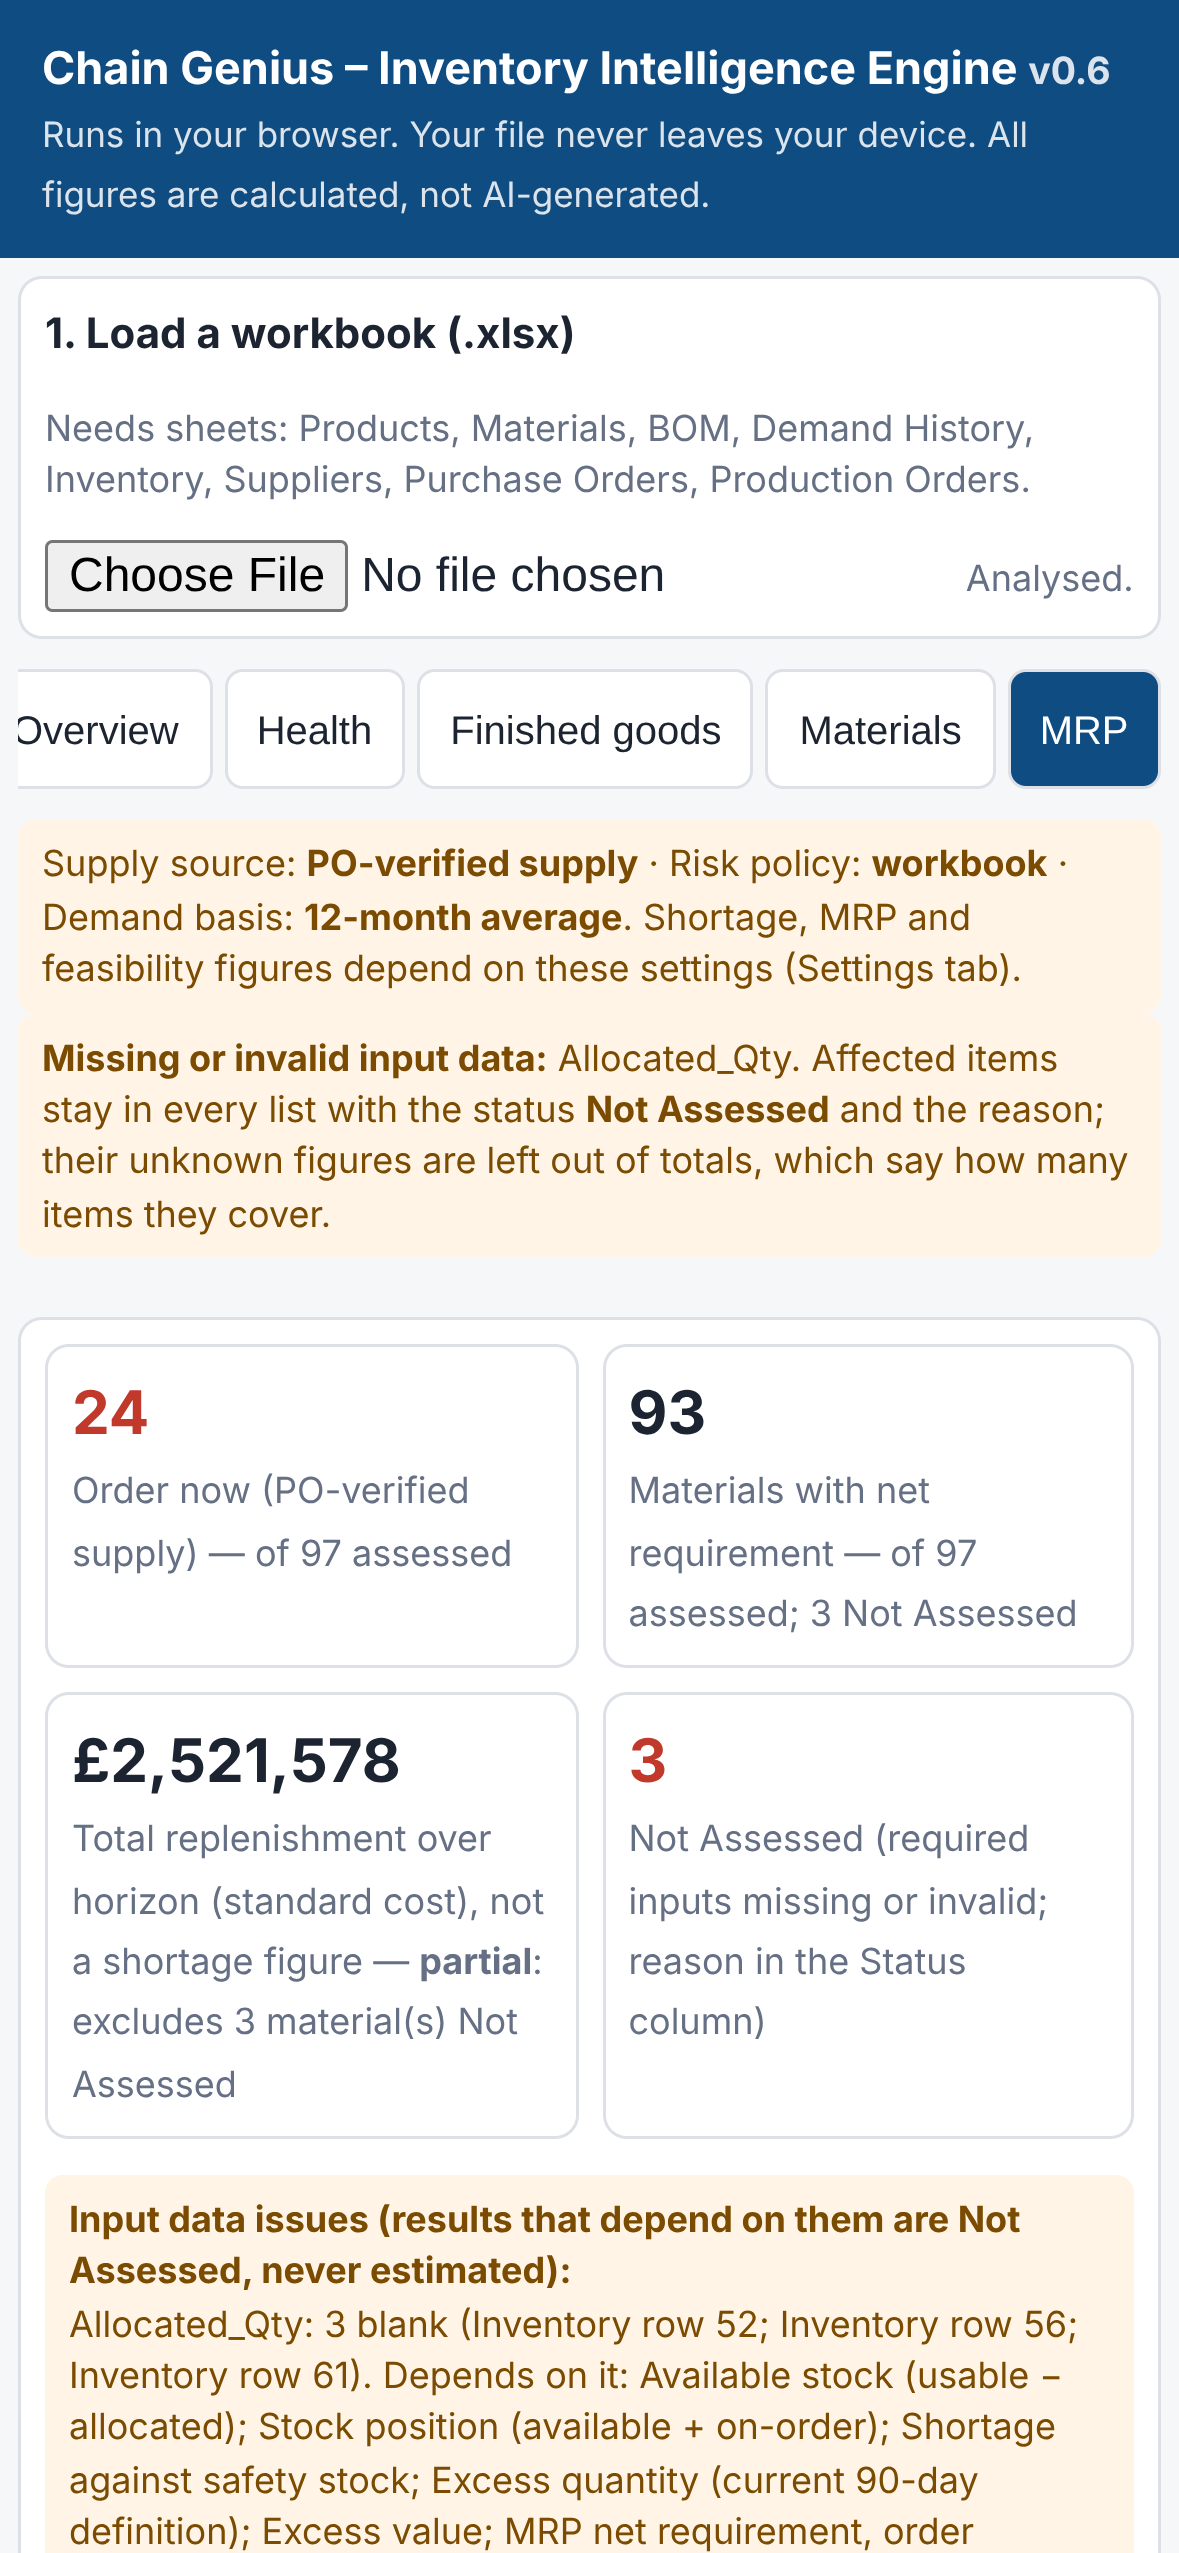 Chain Genius – Inventory Intelligence Engine v0.6
Runs in your browser. Your file never leaves your device. All
figures are calculated, not AI-generated.
1. Load a workbook (.xlsx)
Needs sheets: Products, Materials, BOM, Demand History,
Inventory, Suppliers, Purchase Orders, Production Orders.
Choose File No file chosen Analysed.
Overview Health Finished goods Materials MRP
Supply source: PO-verified supply · Risk policy: workbook ·
Demand basis: 12-month average. Shortage, MRP and
feasibility figures depend on these settings (Settings tab).
Missing or invalid input data: Allocated_Qty. Affected items
stay in every list with the status Not Assessed and the reason;
their unknown figures are left out of totals, which say how many
items they cover.
24
Order now (PO-verified
supply) — of 97 assessed
93
Materials with net
requirement — of 97
assessed; 3 Not Assessed
£2,521,578
Total replenishment over
horizon (standard cost), not
a shortage figure — partial:
excludes 3 material(s) Not
Assessed
3
Not Assessed (required
inputs missing or invalid;
reason in the Status
column)
Input data issues (results that depend on them are Not
Assessed, never estimated):
Allocated_Qty: 3 blank (Inventory row 52; Inventory row 56;
Inventory row 61). Depends on it: Available stock (usable −
allocated); Stock position (available + on-order); Shortage
against safety stock; Excess quantity (current 90-day
definition); Excess value; MRP net requirement, order